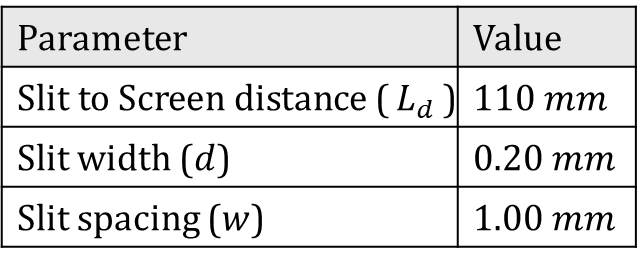 Parameter Value
Slit to Screen distance ( L_d ) 110 mm
Slit width (d) 0.20 mm
Slit spacing (w) 1.00 mm